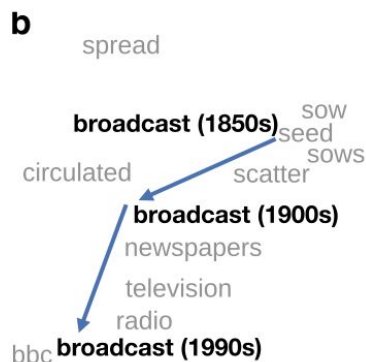 b
spread
sow
broadcast (1850s)
seed
sows
circulated
scatter
broadcast (1900s)
newspapers
television
radio
bbc
broadcast (1990s)